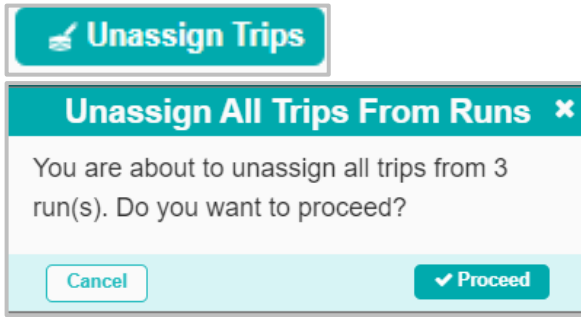 Unassign Trips
Unassign All Trips From Runs
You are about to unassign all trips from 3
run(s). Do you want to proceed?
Cancel
Proceed